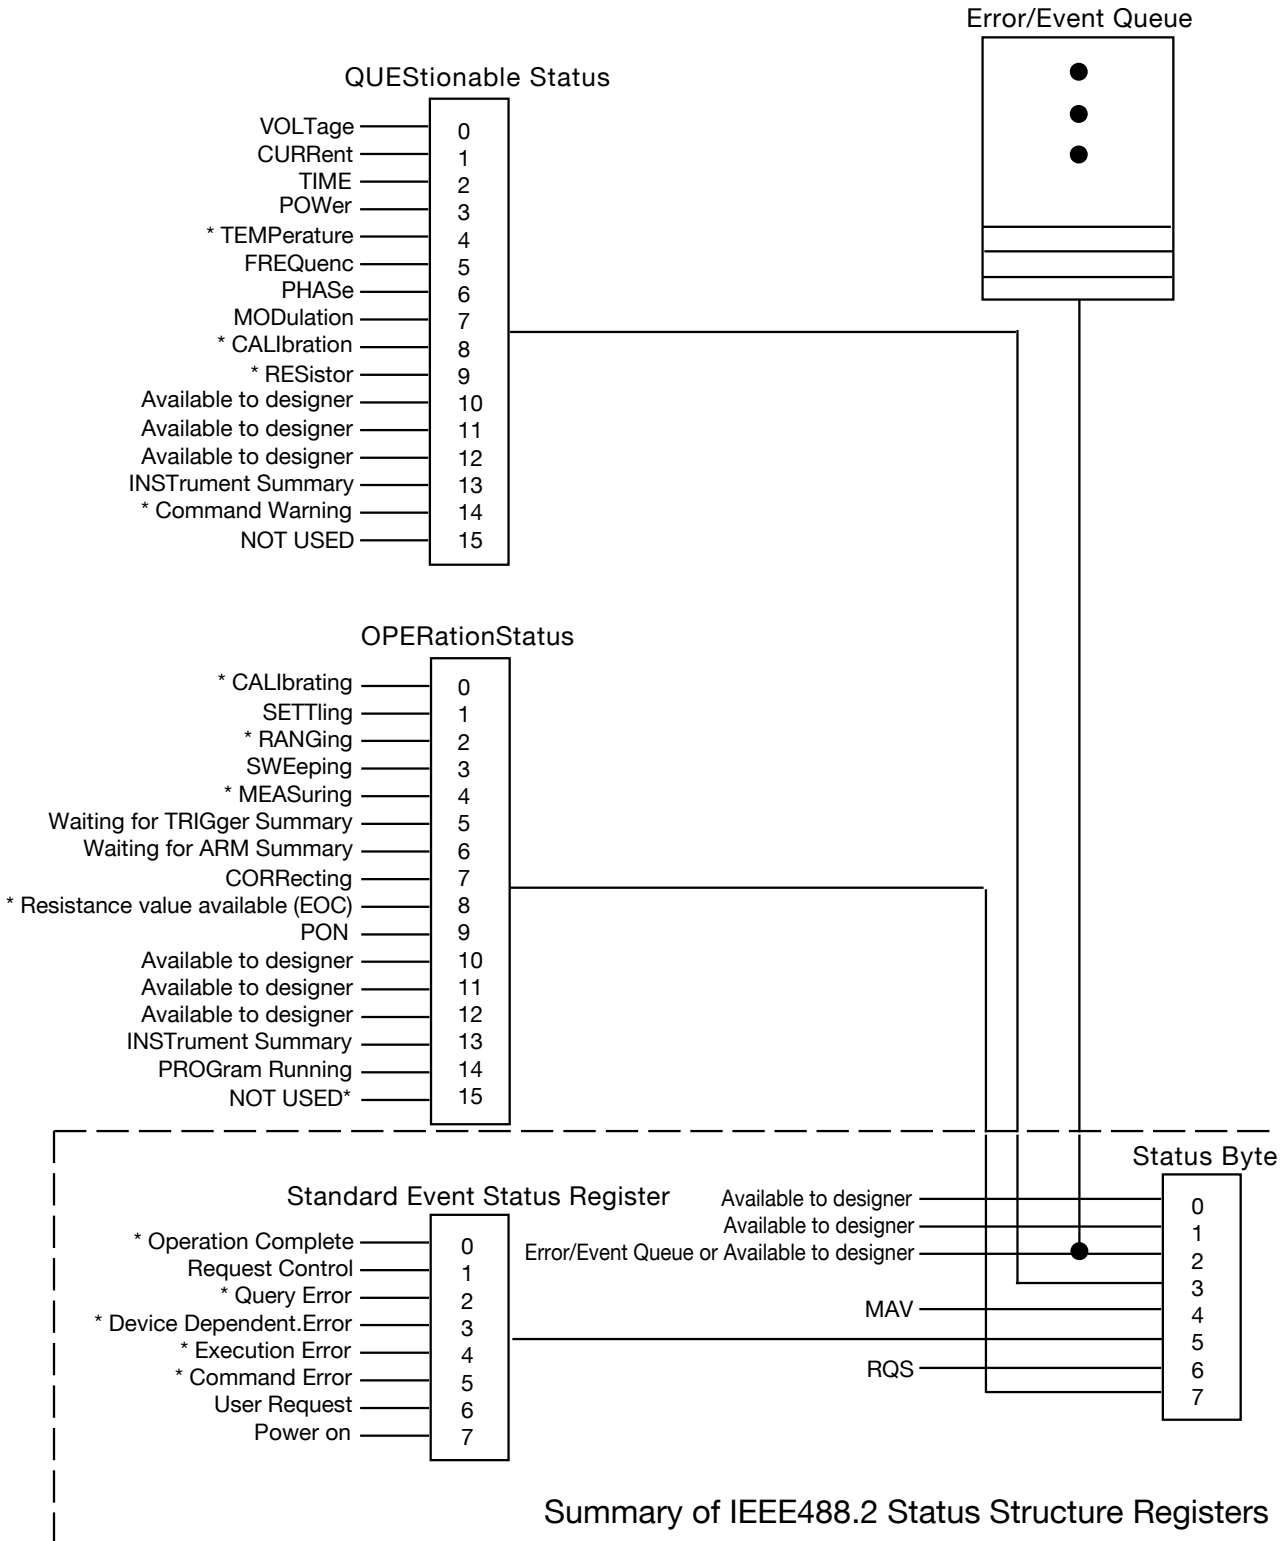 Error/Event Queue
QUEStionable Status
VOLTage 0
CURRent 1
TIME 2
POWer 3
* TEMPerature 4
FREQuenc 5
PHASe 6
MODulation 7
* CALIbration 8
* RESistor 9
Available to designer 10
Available to designer 11
Available to designer 12
INSTrument Summary 13
* Command Warning 14
NOT USED 15
OPERationStatus
* CALIbrating 0
SETTling 1
* RANGing 2
SWEeping 3
* MEASuring 4
Waiting for TRIGger Summary 5
Waiting for ARM Summary 6
CORRecting 7
* Resistance value available (EOC) 8
PON 9
Available to designer 10
Available to designer 11
Available to designer 12
INSTrument Summary 13
PROGram Running 14
NOT USED* 15
Standard Event Status Register
* Operation Complete 0
Request Control 1
* Query Error 2
* Device Dependent.Error 3
* Execution Error 4
* Command Error 5
User Request 6
Power on 7
Status Byte
Available to designer 0
Available to designer 1
Error/Event Queue or Available to designer 2
3
MAV 4
5
RQS 6
7
Summary of IEEE488.2 Status Structure Registers